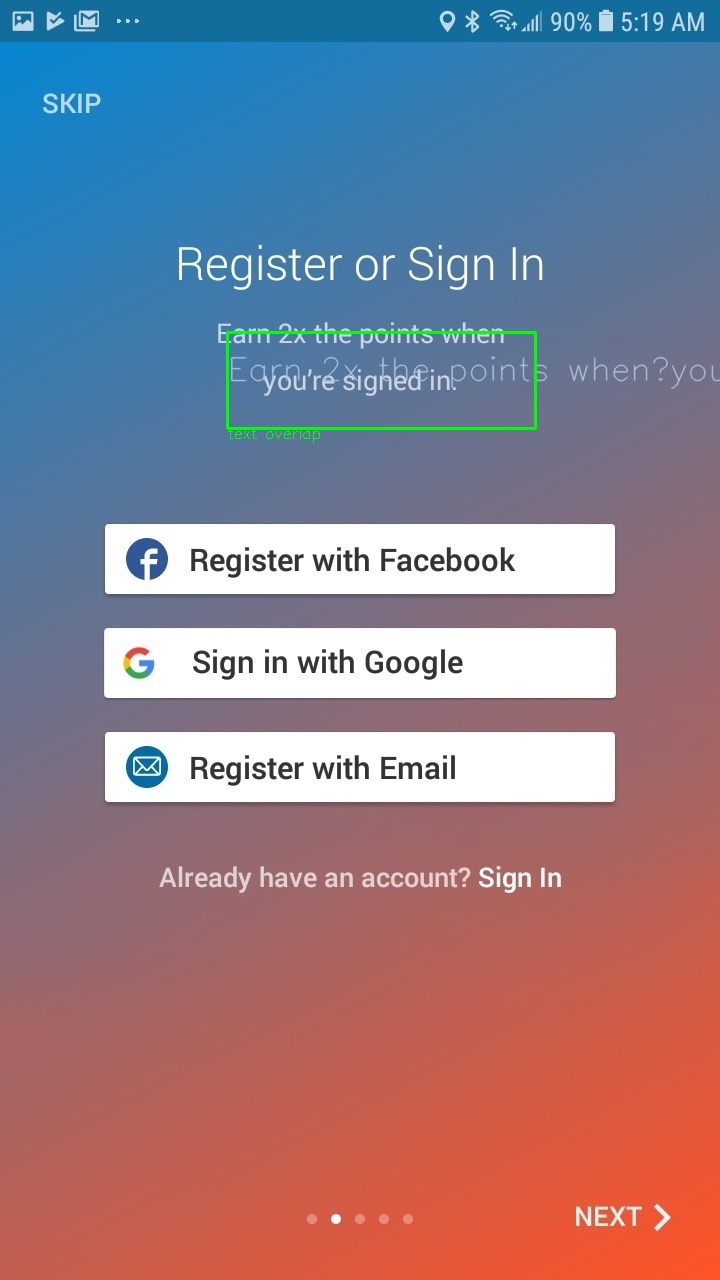 90% 5:19 AM
SKIP
Register or Sign In
Earn 2x the points when
Earn 2x the points when?you
you're signed in.
text overlap
Register with Facebook
Sign in with Google
Register with Email
Already have an account? Sign In
NEXT